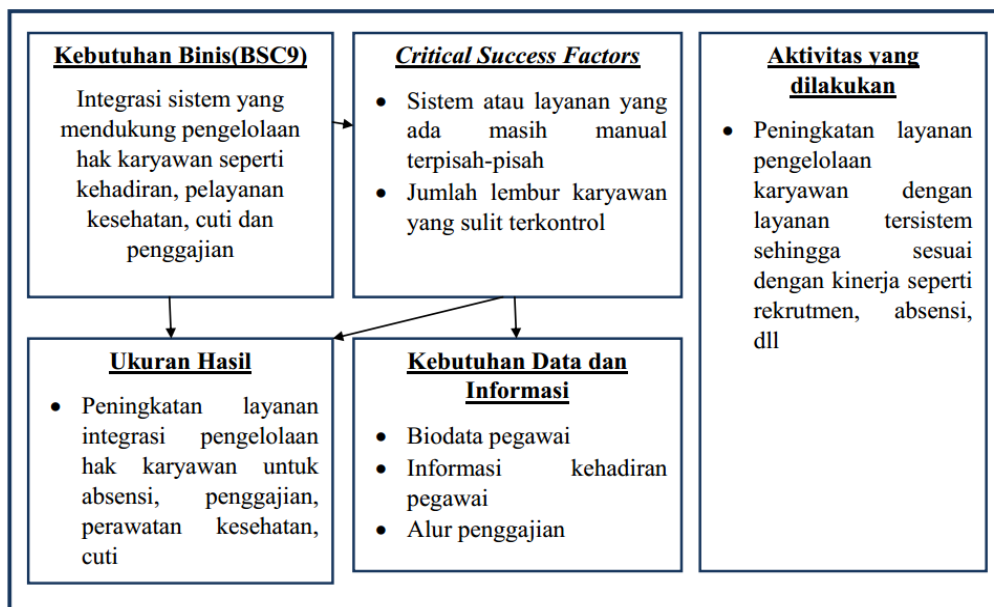 Kebutuhan Binis(BSC9)
Integrasi sistem yang
mendukung pengelolaan
hak karyawan seperti
kehadiran, pelayanan
kesehatan, cuti dan
penggajian
Critical Success Factors
• Sistem atau layanan yang
ada masih manual
terpisah-pisah
• Jumlah lembur karyawan
yang sulit terkontrol
Aktivitas yang
dilakukan
• Peningkatan layanan
pengelolaan
karyawan dengan
layanan tersistem
sehingga sesuai
dengan kinerja seperti
rekrutmen, absensi,
dll
Ukuran Hasil
• Peningkatan layanan
integrasi pengelolaan
hak karyawan untuk
absensi, penggajian,
perawatan kesehatan,
cuti
Kebutuhan Data dan
Informasi
• Biodata pegawai
• Informasi kehadiran
pegawai
• Alur penggajian